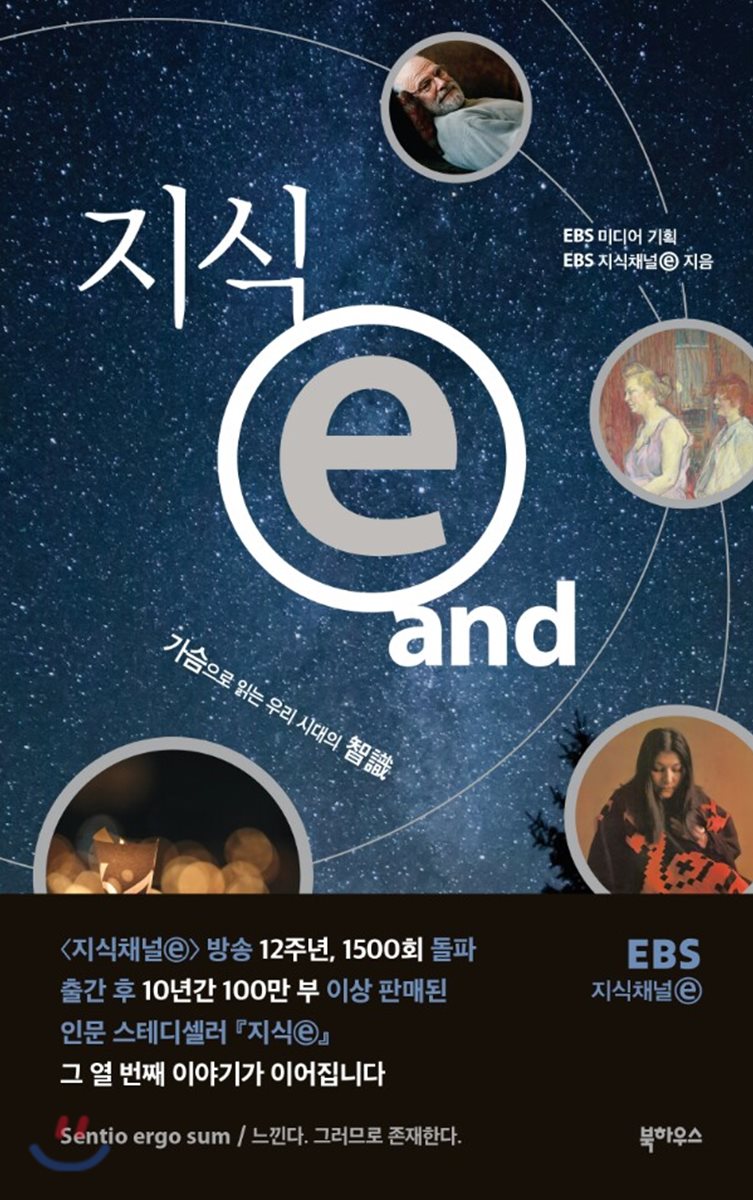 지식
EBS 미디어 기획
EBS 지식채널ⓔ 지음
ⓔ
and
가슴으로 읽는 우리 시대의 智識
〈지식채널ⓔ〉 방송 12주년, 1500회 돌파
출간 후 10년간 100만 부 이상 판매된
인문 스테디셀러 『지식ⓔ』
그 열 번째 이야기가 이어집니다
EBS
지식채널ⓔ
Sentio ergo sum / 느낀다. 그러므로 존재한다.
북하우스